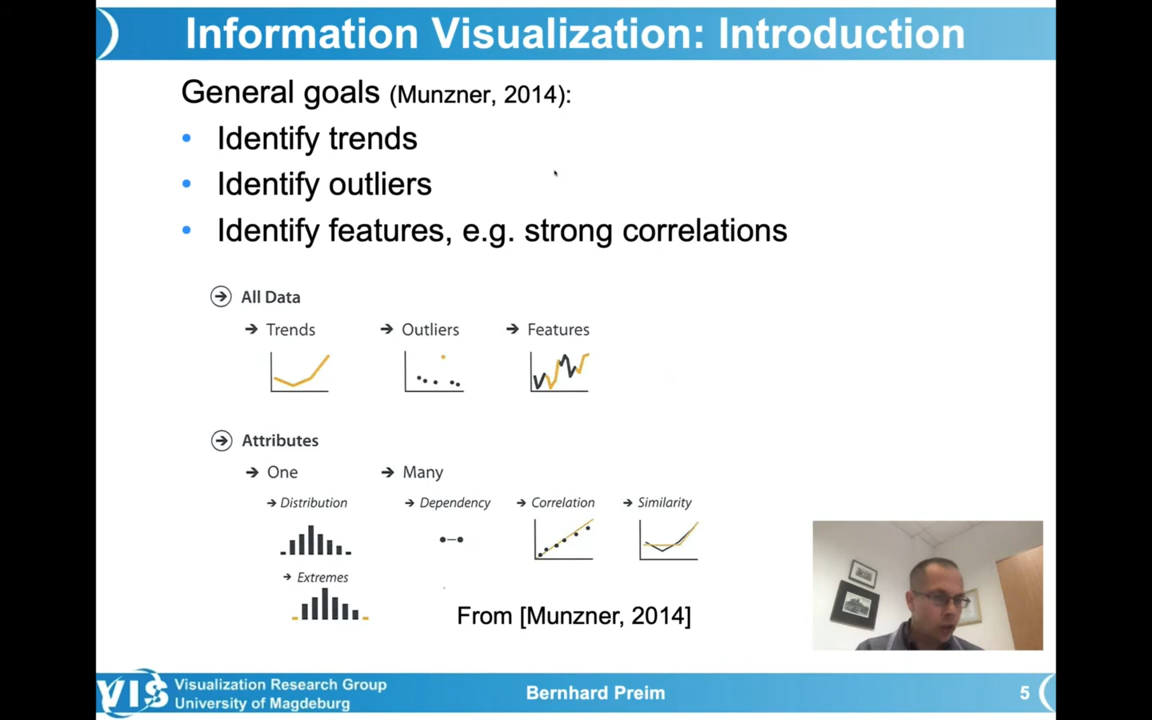 Information Visualization: Introduction
General goals (Munzner, 2014):
• Identify trends
• Identify outliers
• Identify features, e.g. strong correlations
All Data
Trends
Outliers
Features
Attributes
One
Many
Distribution
Dependency
Correlation
Similarity
Extremes
From [Munzner, 2014]
VIS
Visualization Research Group
University of Magdeburg
Bernhard Preim
5